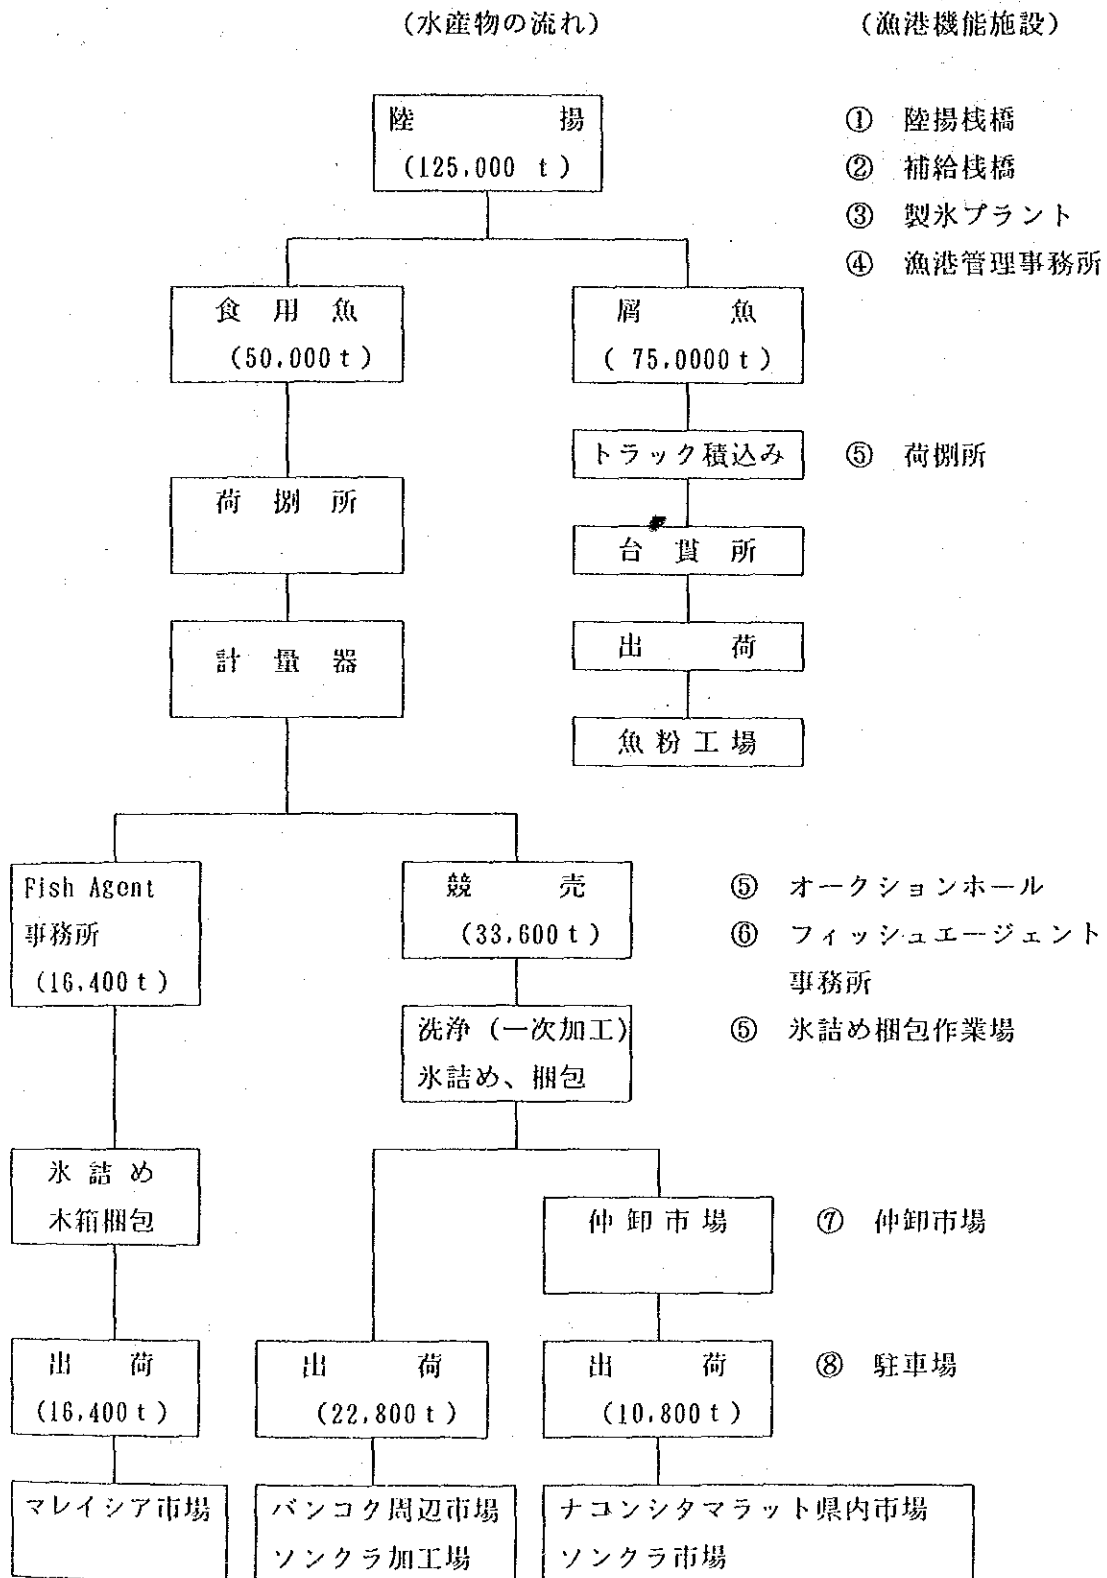 (水産物の流れ)
(漁港機能施設)
陸 揚
(125,000 t)
① 陸揚桟橋
② 補給桟橋
③ 製氷プラント
④ 漁港管理事務所
食 用 魚
(50,000 t)
屑 魚
( 75,0000 t)
トラック積込み
⑤ 荷捌所
荷 捌 所
台 貫 所
計 量 器
出 荷
魚 粉 工 場
Fish Agent
事務所
(16,400 t)
競 売
(33,600 t)
⑤ オークションホール
⑥ フィッシュエージェント
事務所
洗浄 (一次加工)
氷詰め、梱包
⑤ 氷詰め梱包作業場
氷 詰 め
木箱梱包
仲 卸 市 場
⑦ 仲卸市場
出 荷
(16,400 t)
出 荷
(22,800 t)
出 荷
(10,800 t)
⑧ 駐車場
マレイシア市場
バンコク周辺市場
ソンクラ加工場
ナコンシタマラット県内市場
ソンクラ市場